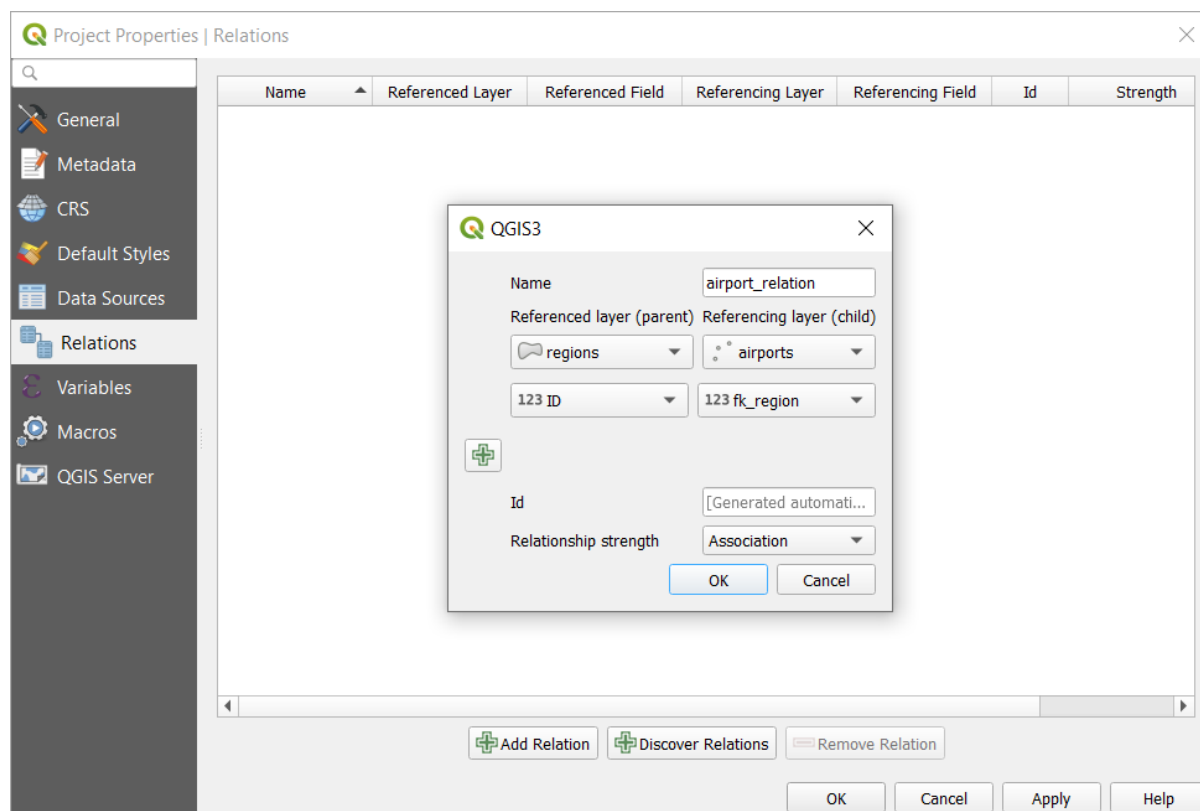 Project Properties | Relations
General
Metadata
CRS
Default Styles
Data Sources
Relations
Variables
Macros
QGIS Server
Name Referenced Layer Referenced Field Referencing Layer Referencing Field Id Strength
QGIS3
Name airport_relation
Referenced layer (parent) Referencing layer (child)
regions airports
123 ID 123 fk_region
Id [Generated automati...
Relationship strength Association
OK Cancel
Add Relation Discover Relations Remove Relation
OK Cancel Apply Help